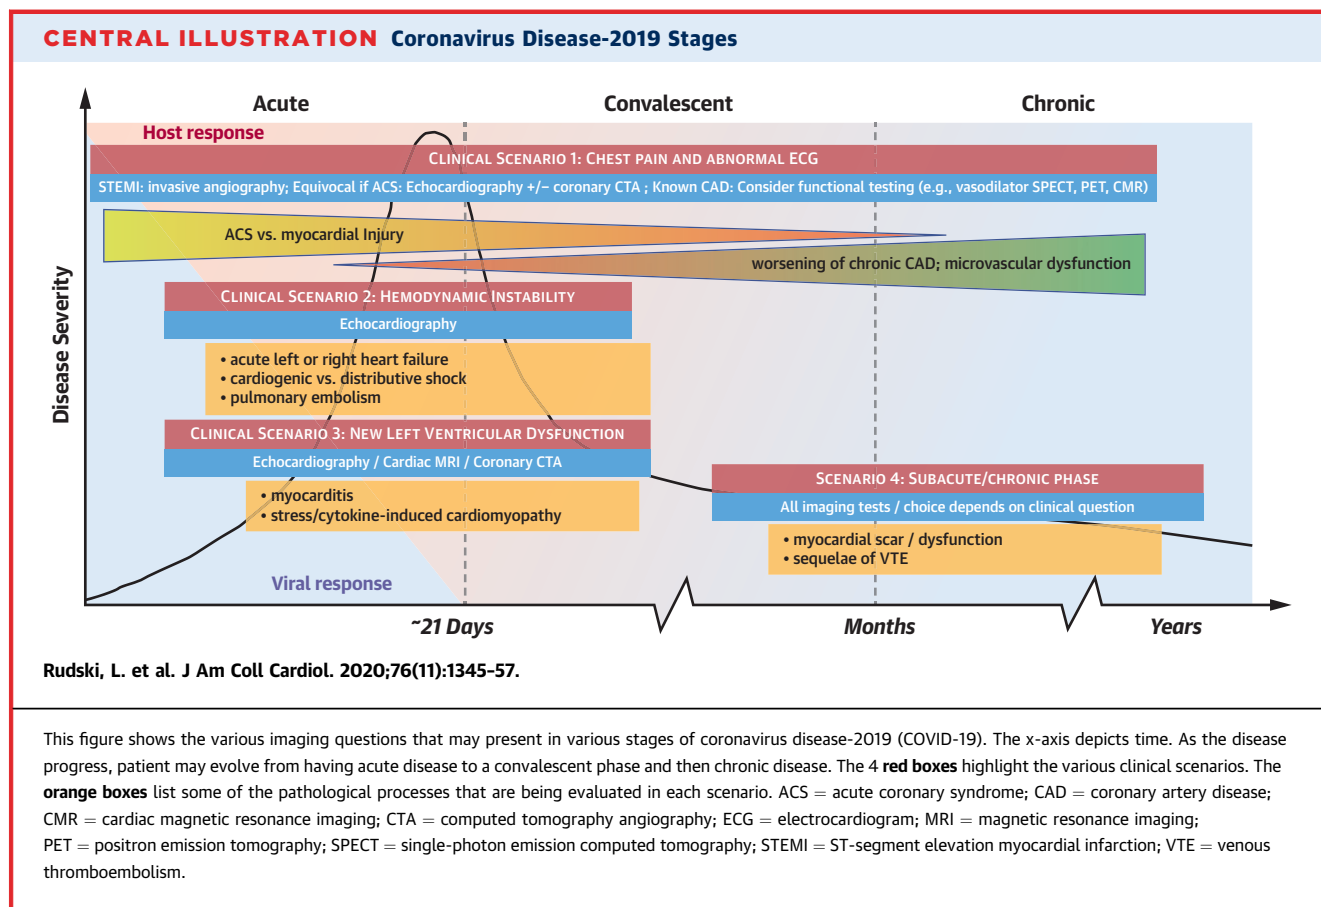 CENTRAL ILLUSTRATION Coronavirus Disease-2019 Stages
Acute
Convalescent
Chronic
Host response
CLINICAL SCENARIO 1: CHEST PAIN AND ABNORMAL ECG
STEMI: invasive angiography; Equivocal if ACS: Echocardiography +/− coronary CTA ; Known CAD: Consider functional testing (e.g., vasodilator SPECT, PET, CMR)
ACS vs. myocardial Injury
worsening of chronic CAD; microvascular dysfunction
CLINICAL SCENARIO 2: HEMODYNAMIC INSTABILITY
Echocardiography
• acute left or right heart failure
• cardiogenic vs. distributive shock
• pulmonary embolism
CLINICAL SCENARIO 3: NEW LEFT VENTRICULAR DYSFUNCTION
Echocardiography / Cardiac MRI / Coronary CTA
• myocarditis
• stress/cytokine-induced cardiomyopathy
SCENARIO 4: SUBACUTE/CHRONIC PHASE
All imaging tests / choice depends on clinical question
• myocardial scar / dysfunction
• sequelae of VTE
Viral response
Disease Severity
~21 Days
Months
Years
Rudski, L. et al. J Am Coll Cardiol. 2020;76(11):1345–57.
This figure shows the various imaging questions that may present in various stages of coronavirus disease-2019 (COVID-19). The x-axis depicts time. As the disease
progress, patient may evolve from having acute disease to a convalescent phase and then chronic disease. The 4 red boxes highlight the various clinical scenarios. The
orange boxes list some of the pathological processes that are being evaluated in each scenario. ACS = acute coronary syndrome; CAD = coronary artery disease;
CMR = cardiac magnetic resonance imaging; CTA = computed tomography angiography; ECG = electrocardiogram; MRI = magnetic resonance imaging;
PET = positron emission tomography; SPECT = single-photon emission computed tomography; STEMI = ST-segment elevation myocardial infarction; VTE = venous
thromboembolism.